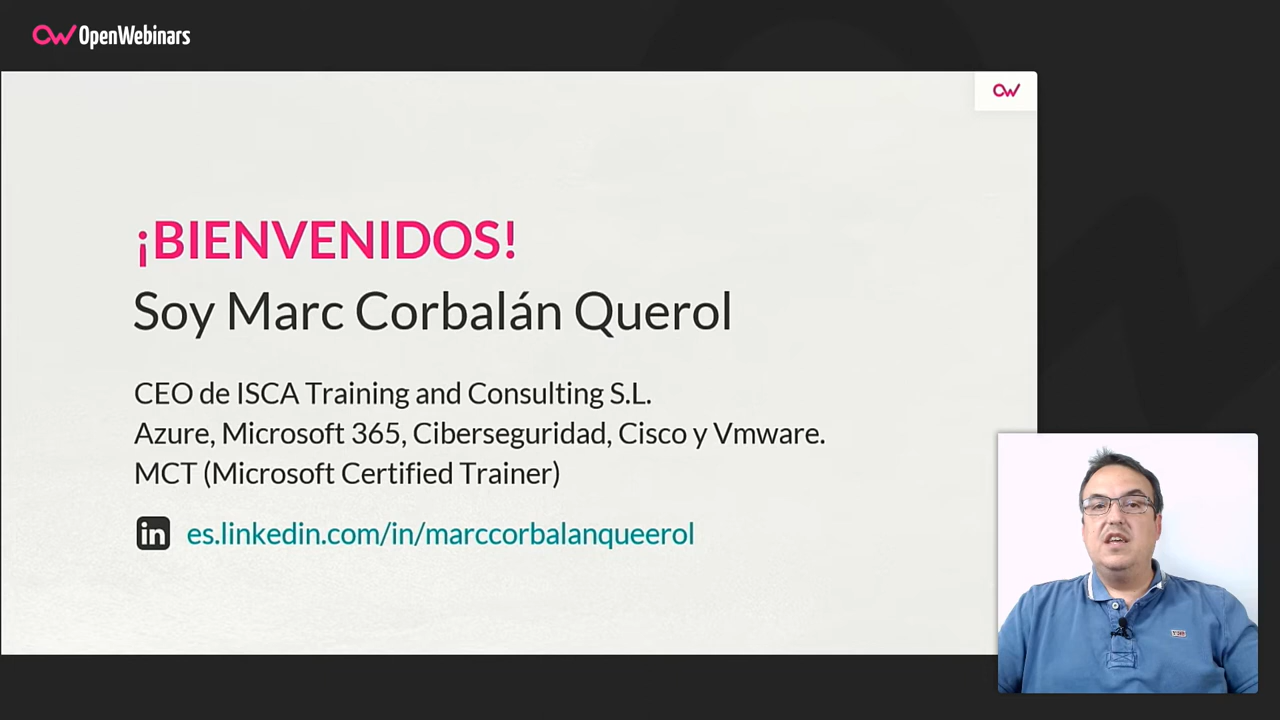 OpenWebinars
¡BIENVENIDOS!
Soy Marc Corbalán Querol
CEO de ISCA Training and Consulting S.L.
Azure, Microsoft 365, Ciberseguridad, Cisco y Vmware.
MCT (Microsoft Certified Trainer)
in es.linkedin.com/in/marccorbalanqueerol